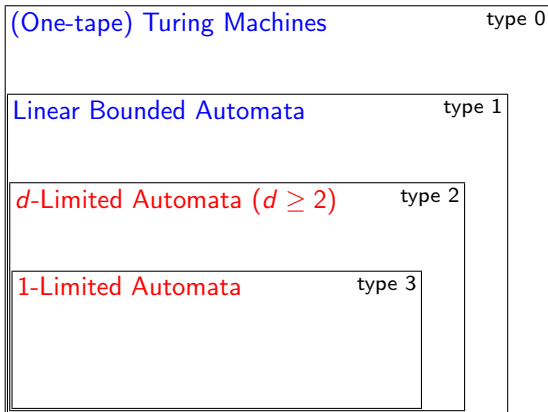 (One-tape) Turing Machines type 0
Linear Bounded Automata type 1
d-Limited Automata (d ≥ 2) type 2
1-Limited Automata type 3